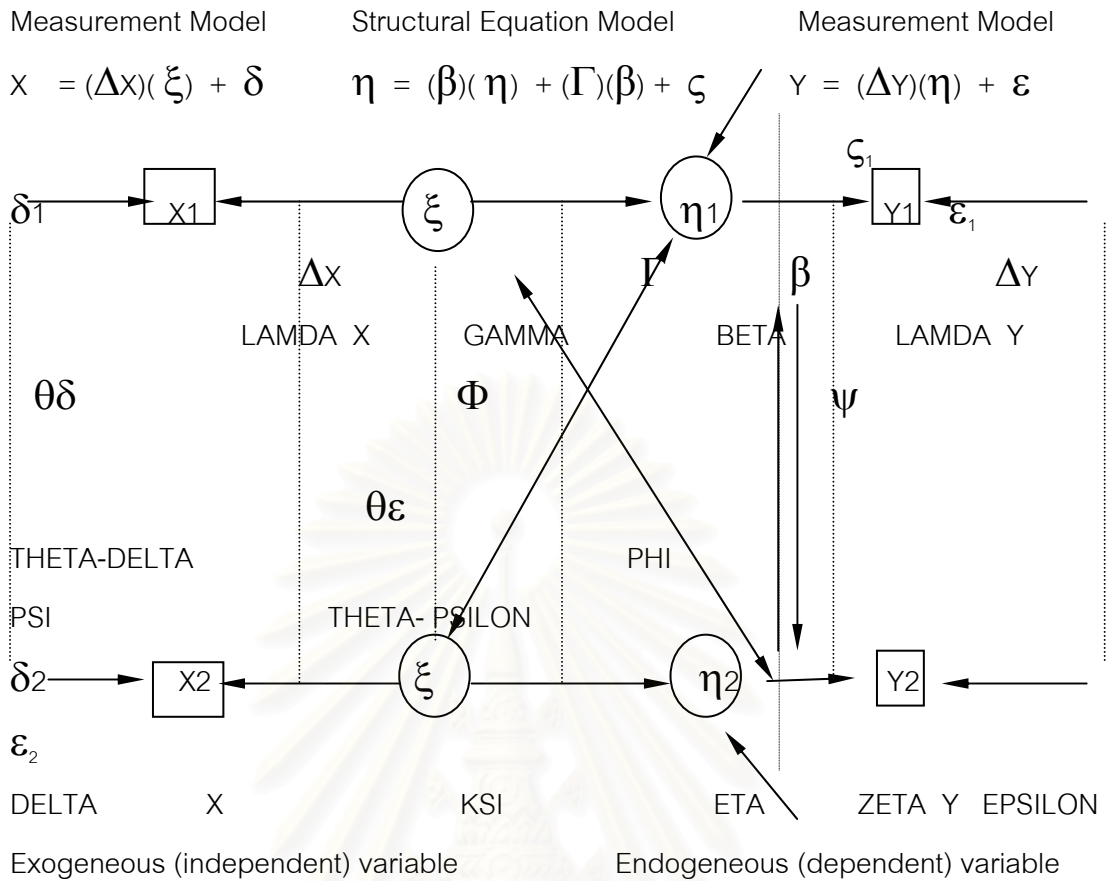 Measurement Model Structural Equation Model Measurement Model
X = (ΔX)( ξ) + δ η = (β)( η) + (Γ)(β) + ς Y = (ΔY)(η) + ε
ς₁
δ1 X1 ξ η1 Y1 ε₁
ΔX Γ β ΔY
LAMDA X GAMMA BETA LAMDA Y
θδ Φ ψ
θε
THETA-DELTA PHI
PSI THETA- PSILON
δ2 X2 ξ η2 Y2
ε₂
DELTA X KSI ETA ZETA Y EPSILON
Exogeneous (independent) variable Endogeneous (dependent) variable